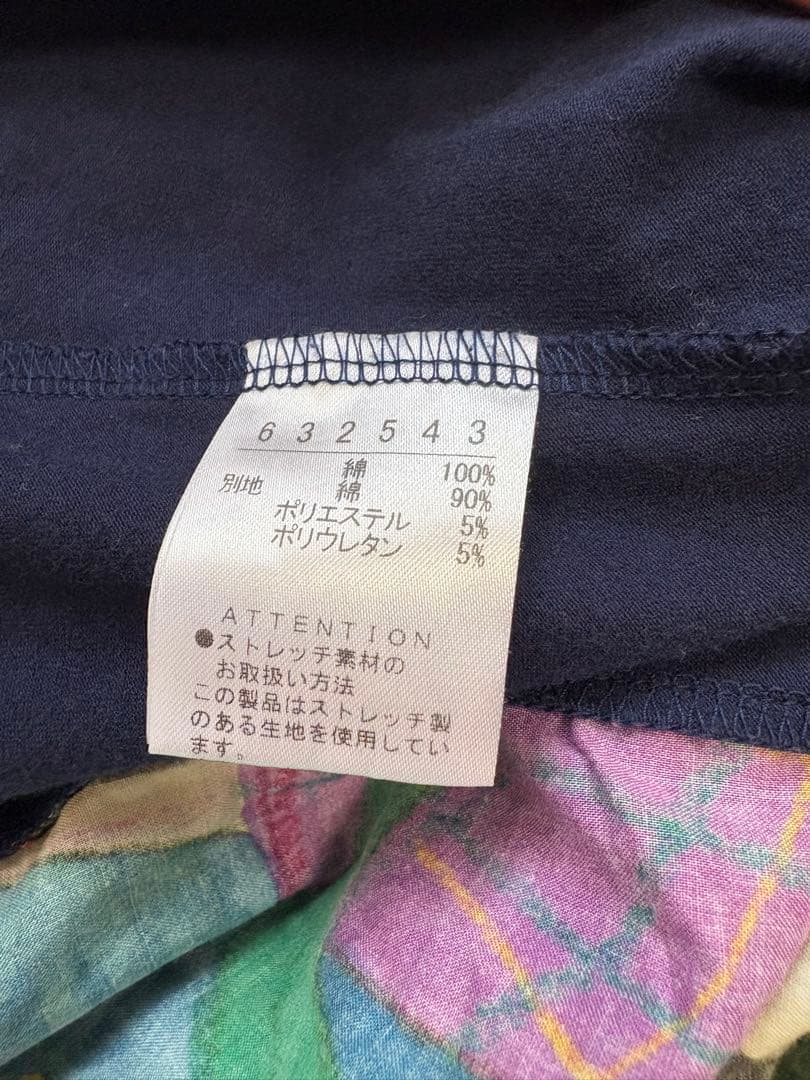 6 3 2 5 4 3
綿 100%
別地 綿 90%
ポリエステル 5%
ポリウレタン 5%
ATTENTION
●ストレッチ素材の
お取扱い方法
この製品はストレッチ製
のある生地を使用してい
ます。